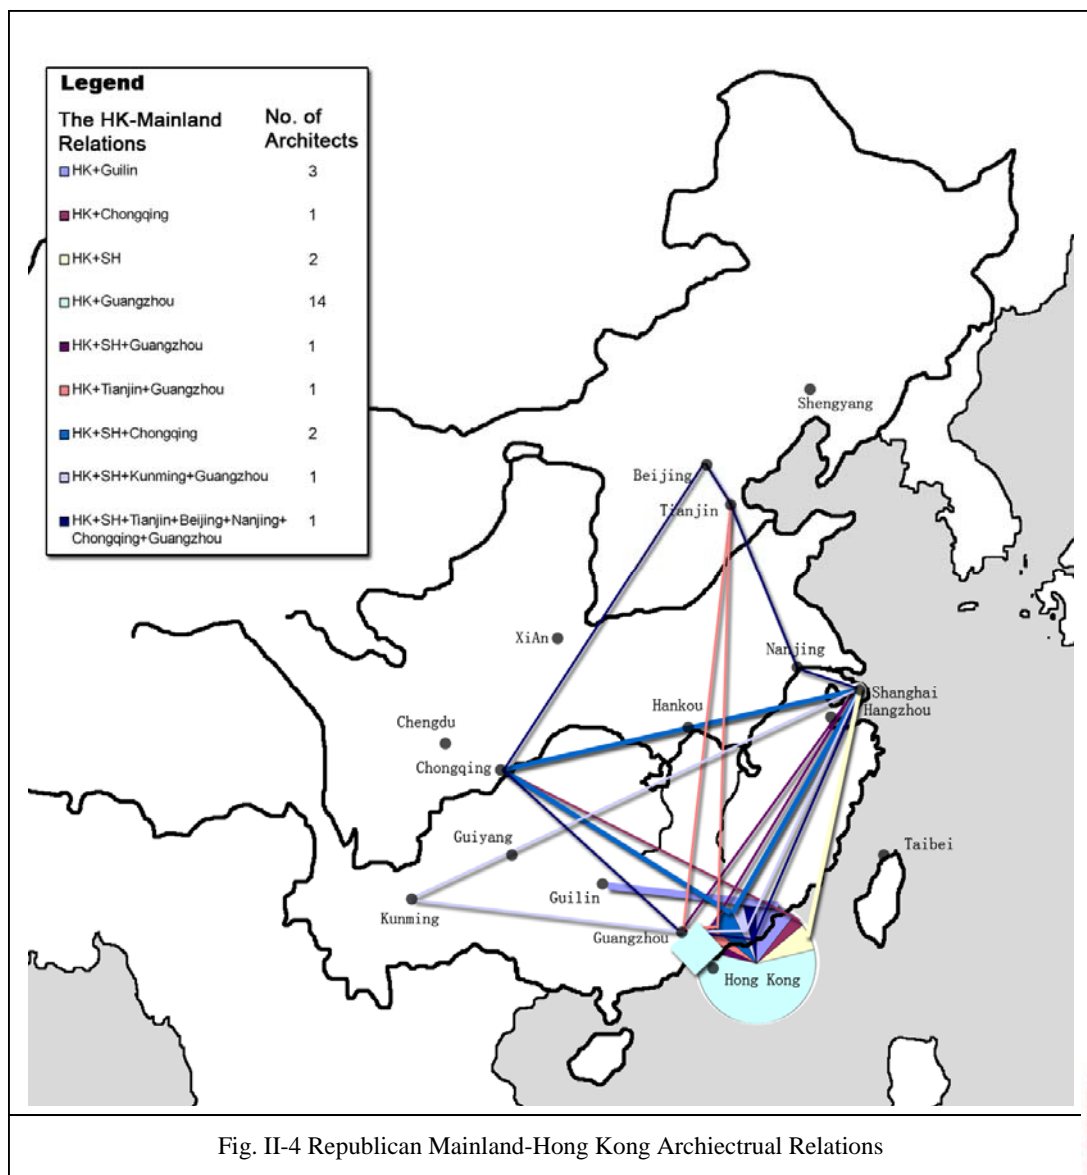 Legend
The HK-Mainland
Relations
No. of
Architects
HK+Guilin 3
HK+Chongqing 1
HK+SH 2
HK+Guangzhou 14
HK+SH+Guangzhou 1
HK+Tianjin+Guangzhou 1
HK+SH+Chongqing 2
HK+SH+Kunming+Guangzhou 1
HK+SH+Tianjin+Beijing+Nanjing+ 1
Chongqing+Guangzhou
Shengyang
Beijing
Tianjin
XiAn
Nanjing
Shanghai
Hankou
Hangzhou
Chengdu
Chongqing
Guiyang
Taibei
Guilin
Kunming
Guangzhou
Hong Kong
Fig. II-4 Republican Mainland-Hong Kong Archiectrual Relations